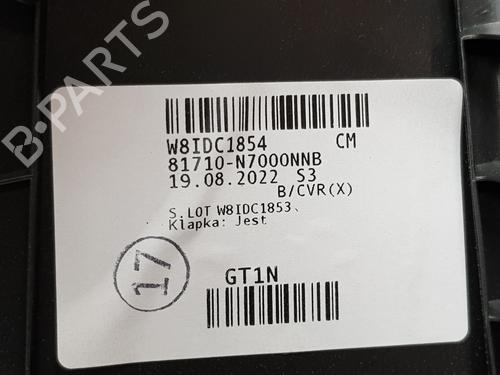 W8IDC1854 CM
81710-N7000NNB
19.08.2022 S3
B/CVR(X)
S.LOT W8IDC1853、
Klapka: Jest
17
GT1N
B-PARTS